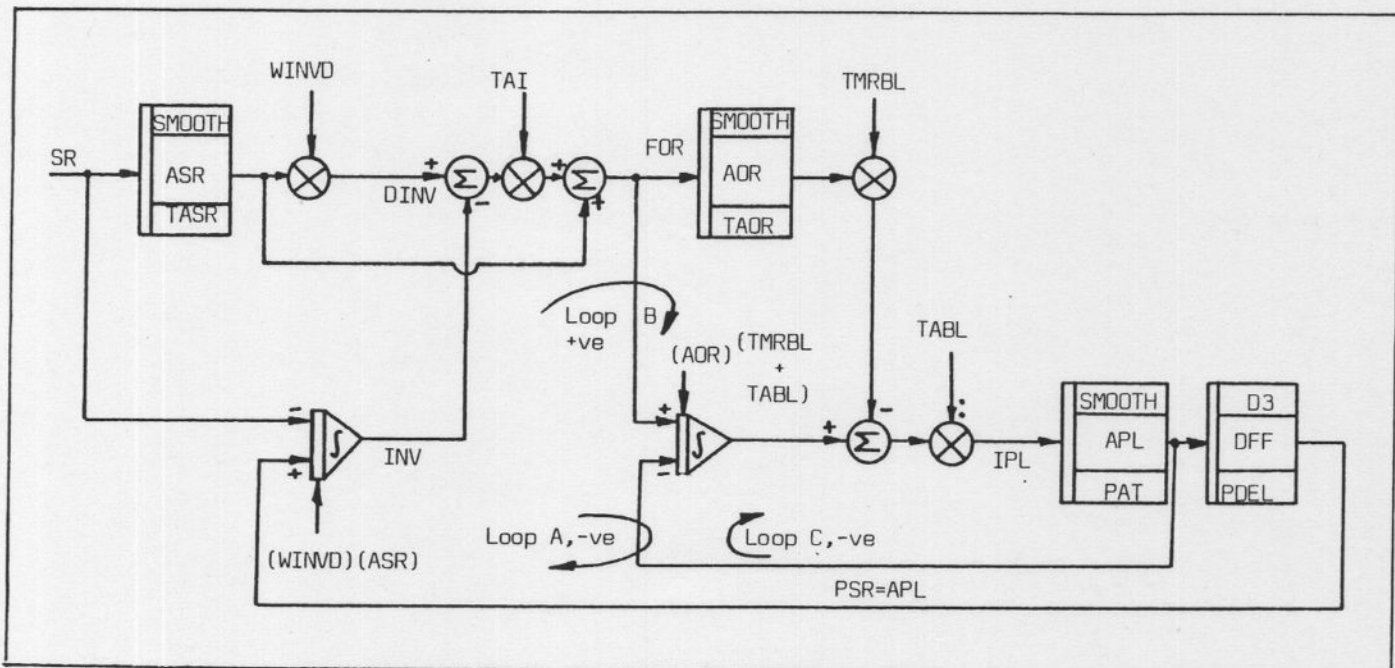 WINVD
TAI
TMRBL
SMOOTH
ASR
TASR
SR
+
DINV
Σ
-
+
Σ
+
FOR
SMOOTH
AOR
TAOR
Loop B
+ve
(AOR)
(TMRBL
+
TABL)
TABL
-
+
∫
INV
(WINVD)(ASR)
+
∫
-
+
-
Σ
:
IPL
SMOOTH
APL
PAT
D3
DFF
PDEL
Loop A,-ve
Loop C,-ve
PSR=APL